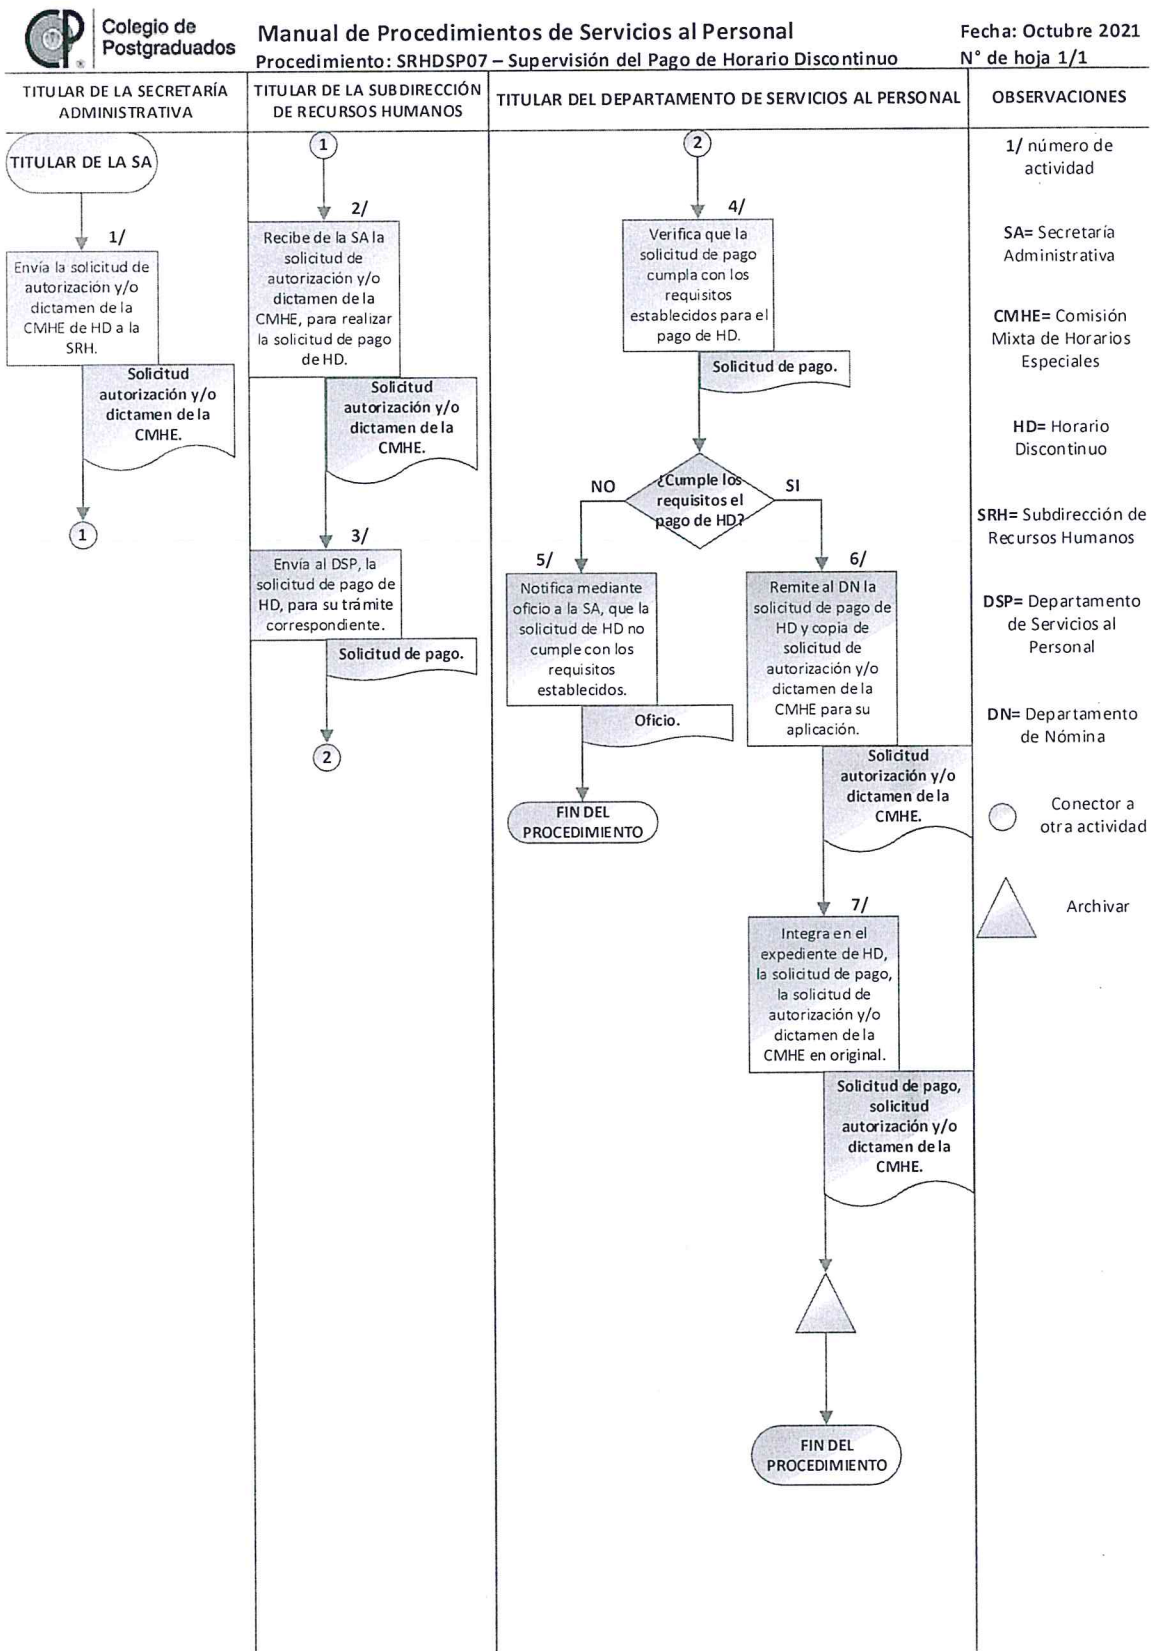 Colegio de
Postgraduados
Manual de Procedimientos de Servicios al Personal
Procedimiento: SRHDSP07 – Supervisión del Pago de Horario Discontinuo
Fecha: Octubre 2021
N° de hoja 1/1
TITULAR DE LA SECRETARÍA
ADMINISTRATIVA
TITULAR DE LA SUBDIRECCIÓN
DE RECURSOS HUMANOS
TITULAR DEL DEPARTAMENTO DE SERVICIOS AL PERSONAL
OBSERVACIONES
TITULAR DE LA SA
1/
Envía la solicitud de
autorización y/o
dictamen de la
CMHE de HD a la
SRH.
Solicitud
autorización y/o
dictamen de la
CMHE.
1
1
2/
Recibe de la SA la
solicitud de
autorización y/o
dictamen de la
CMHE, para realizar
la solicitud de pago
de HD.
Solicitud
autorización y/o
dictamen de la
CMHE.
3/
Envía al DSP, la
solicitud de pago de
HD, para su trámite
correspondiente.
Solicitud de pago.
2
2
4/
Verifica que la
solicitud de pago
cumpla con los
requisitos
establecidos para el
pago de HD.
Solicitud de pago.
¿Cumple los
requisitos el
pago de HD?
NO
SI
5/
Notifica mediante
oficio a la SA, que la
solicitud de HD no
cumple con los
requisitos
establecidos.
Oficio.
FIN DEL
PROCEDIMIENTO
6/
Remite al DN la
solicitud de pago de
HD y copia de
solicitud de
autorización y/o
dictamen de la
CMHE para su
aplicación.
Solicitud
autorización y/o
dictamen de la
CMHE.
7/
Integra en el
expediente de HD,
la solicitud de pago,
la solicitud de
autorización y/o
dictamen de la
CMHE en original.
Solicitud de pago,
solicitud
autorización y/o
dictamen de la
CMHE.
FIN DEL
PROCEDIMIENTO
1/ número de
actividad
SA= Secretaría
Administrativa
CMHE= Comisión
Mixta de Horarios
Especiales
HD= Horario
Discontinuo
SRH= Subdirección de
Recursos Humanos
DSP= Departamento
de Servicios al
Personal
DN= Departamento
de Nómina
Conector a
otra actividad
Archivar